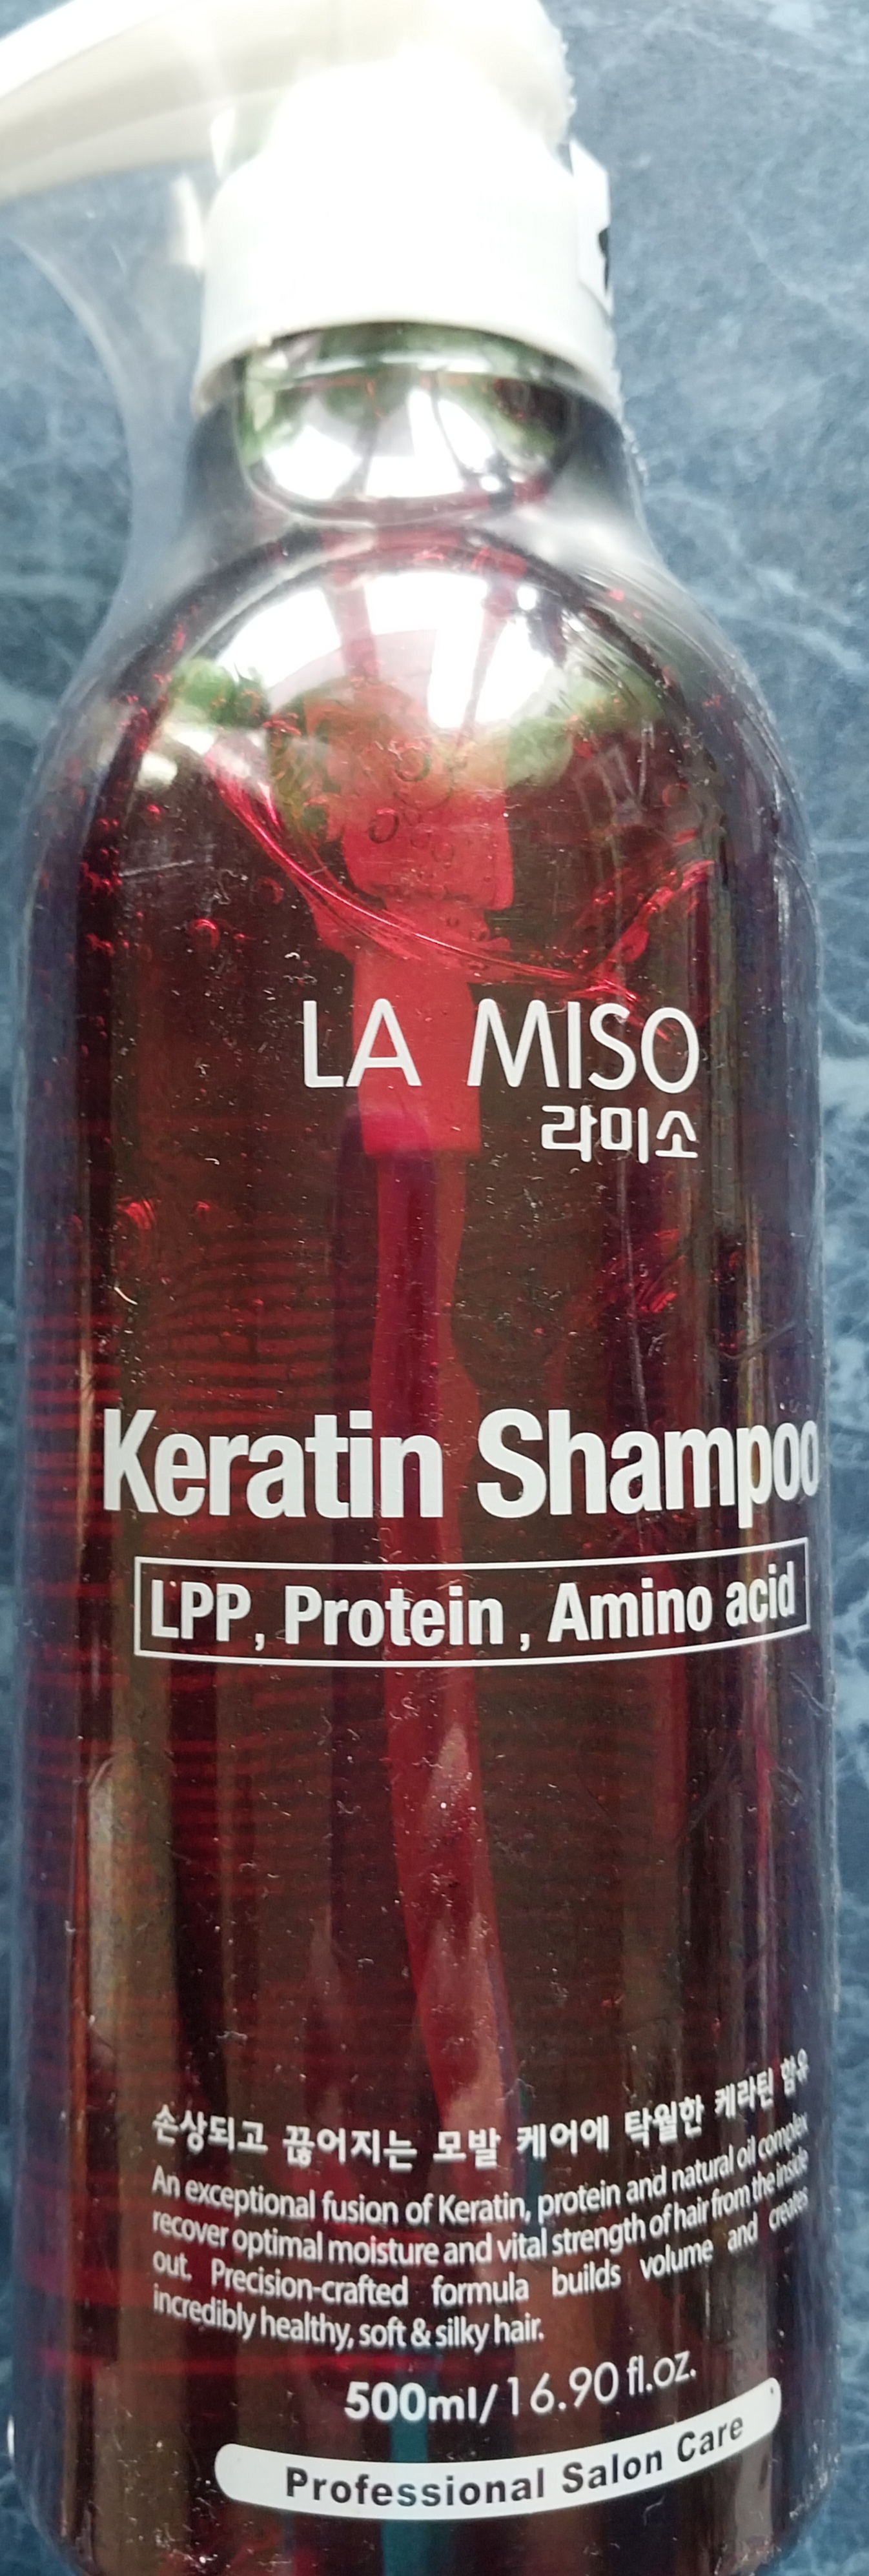 LA MISO
라미소
Keratin Shampoo
LPP, Protein , Amino acid
손상되고 끊어지는 모발 케어에 탁월한 케라틴 함유
An exceptional fusion of Keratin, protein and natural oil complex
recover optimal moisture and vital strength of hair from the inside
out. Precision-crafted formula builds volume and creates
incredibly healthy, soft & silky hair.
500ml/16.90 fl.oz.
Professional Salon Care